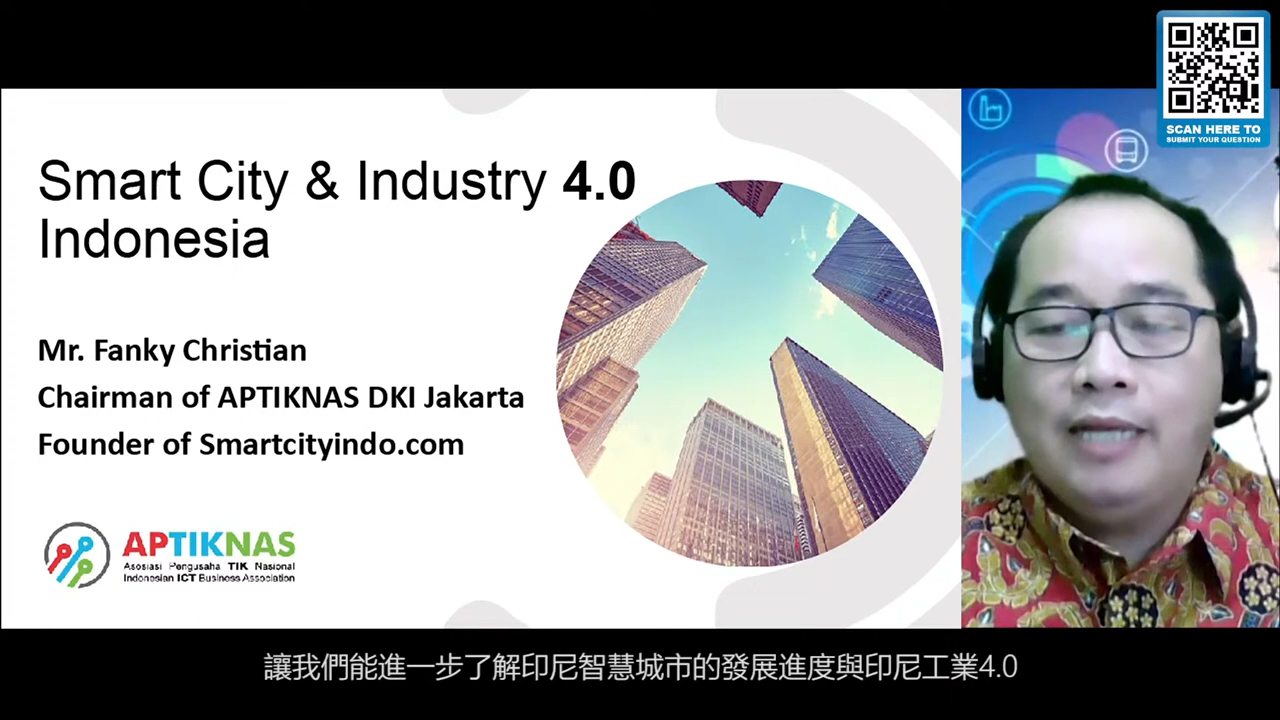 SCAN HERE TO
SUBMIT YOUR QUESTION
Smart City & Industry 4.0
Indonesia
Mr. Fanky Christian
Chairman of APTIKNAS DKI Jakarta
Founder of Smartcityindo.com
APTIKNAS
Asosiasi Pengusaha TIK Nasional
Indonesian ICT Business Association
讓我們能進一步了解印尼智慧城市的發展進度與印尼工業4.0